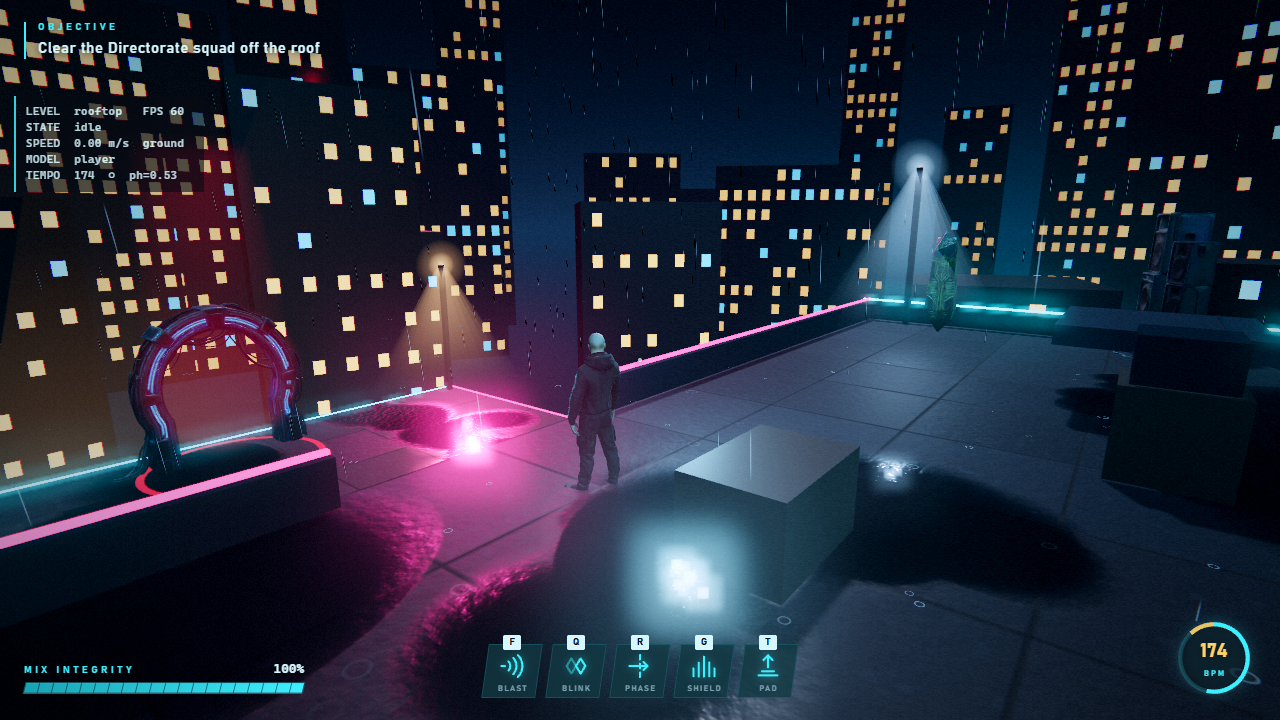 OBJECTIVE
Clear the Directorate squad off the roof
LEVEL rooftop FPS 60
STATE idle
SPEED 0.00 m/s ground
MODEL player
TEMPO 174 o ph=0.53
MIX INTEGRITY 100%
F Q R G T
BLAST BLINK PHASE SHIELD PAD
174
BPM